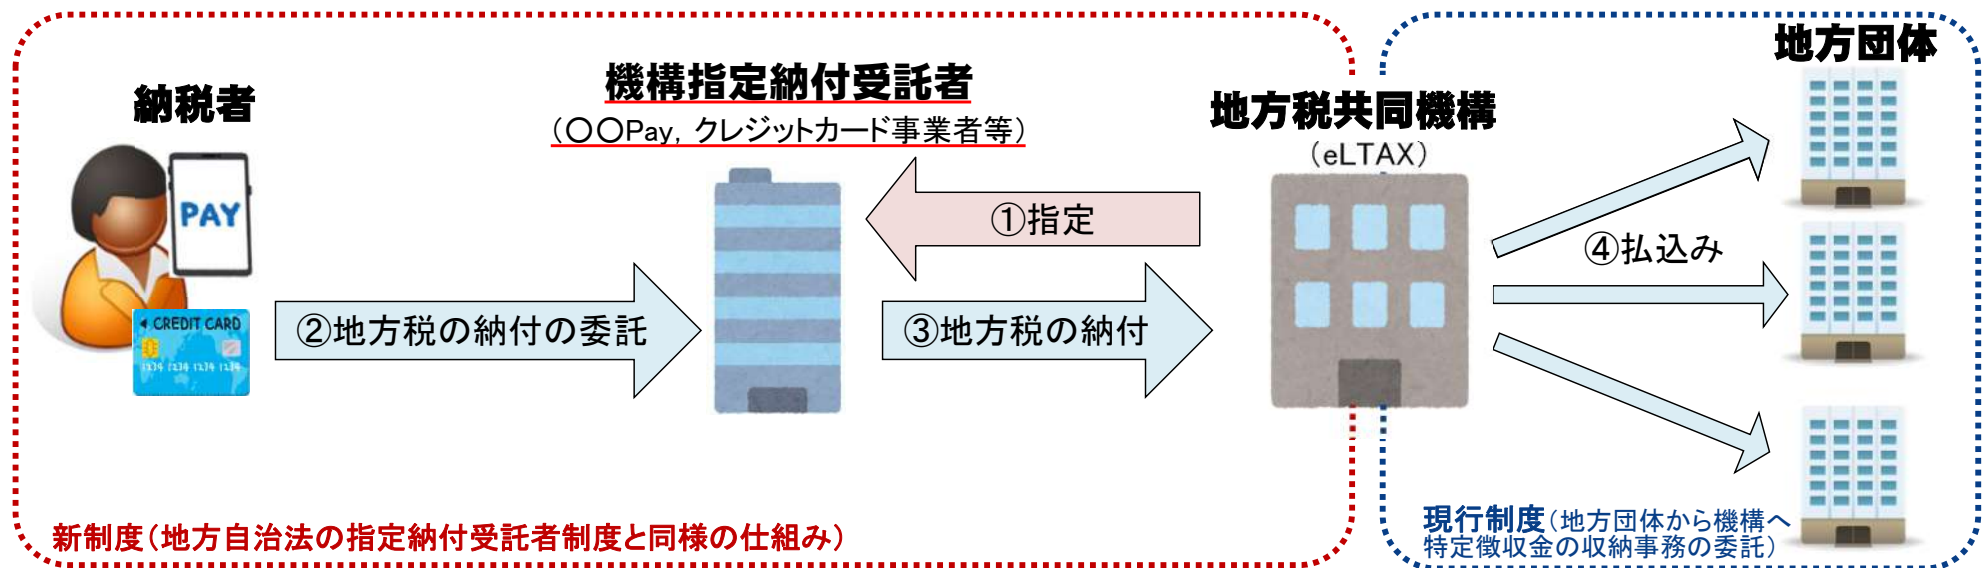 納税者
PAY
CREDIT CARD
1234 1234 1234 1234
機構指定納付受託者
（〇〇Pay，クレジットカード事業者等）
地方税共同機構
（eLTAX）
地方団体
①指定
②地方税の納付の委託
③地方税の納付
④払込み
新制度（地方自治法の指定納付受託者制度と同様の仕組み）
現行制度（地方団体から機構へ
特定徴収金の収納事務の委託）